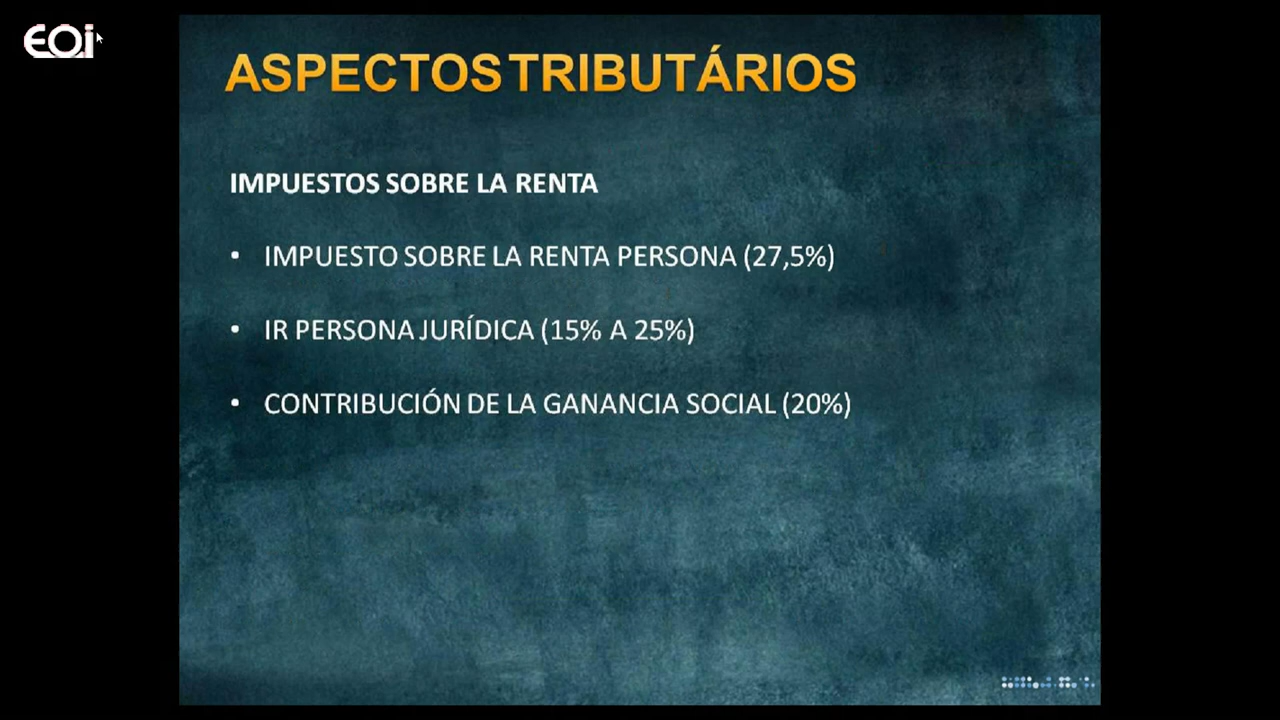 EOi
ASPECTOS TRIBUTÁRIOS
IMPUESTOS SOBRE LA RENTA
• IMPUESTO SOBRE LA RENTA PERSONA (27,5%)
• IR PERSONA JURÍDICA (15% A 25%)
• CONTRIBUCIÓN DE LA GANANCIA SOCIAL (20%)